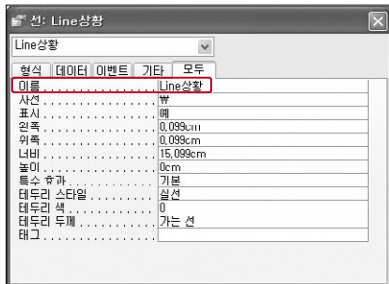 선: Line상황
Line상황
형식 데이터 이벤트 기타 모두
이름 . . . . . . . . . . . . . . . . . . . Line상황
사선 . . . . . . . . . . . . . . . . . . . ₩
표시 . . . . . . . . . . . . . . . . . . . 예
왼쪽 . . . . . . . . . . . . . . . . . . . 0,099cm
위쪽 . . . . . . . . . . . . . . . . . . . 0,099cm
너비 . . . . . . . . . . . . . . . . . . . 15,099cm
높이 . . . . . . . . . . . . . . . . . . . 0cm
특수 효과 . . . . . . . . . . . . . . 기본
테두리 스타일 . . . . . . . . . . 실선
테두리 색 . . . . . . . . . . . . . . 0
테두리 두께 . . . . . . . . . . . . 가는 선
태그 . . . . . . . . . . . . . . . . . . .